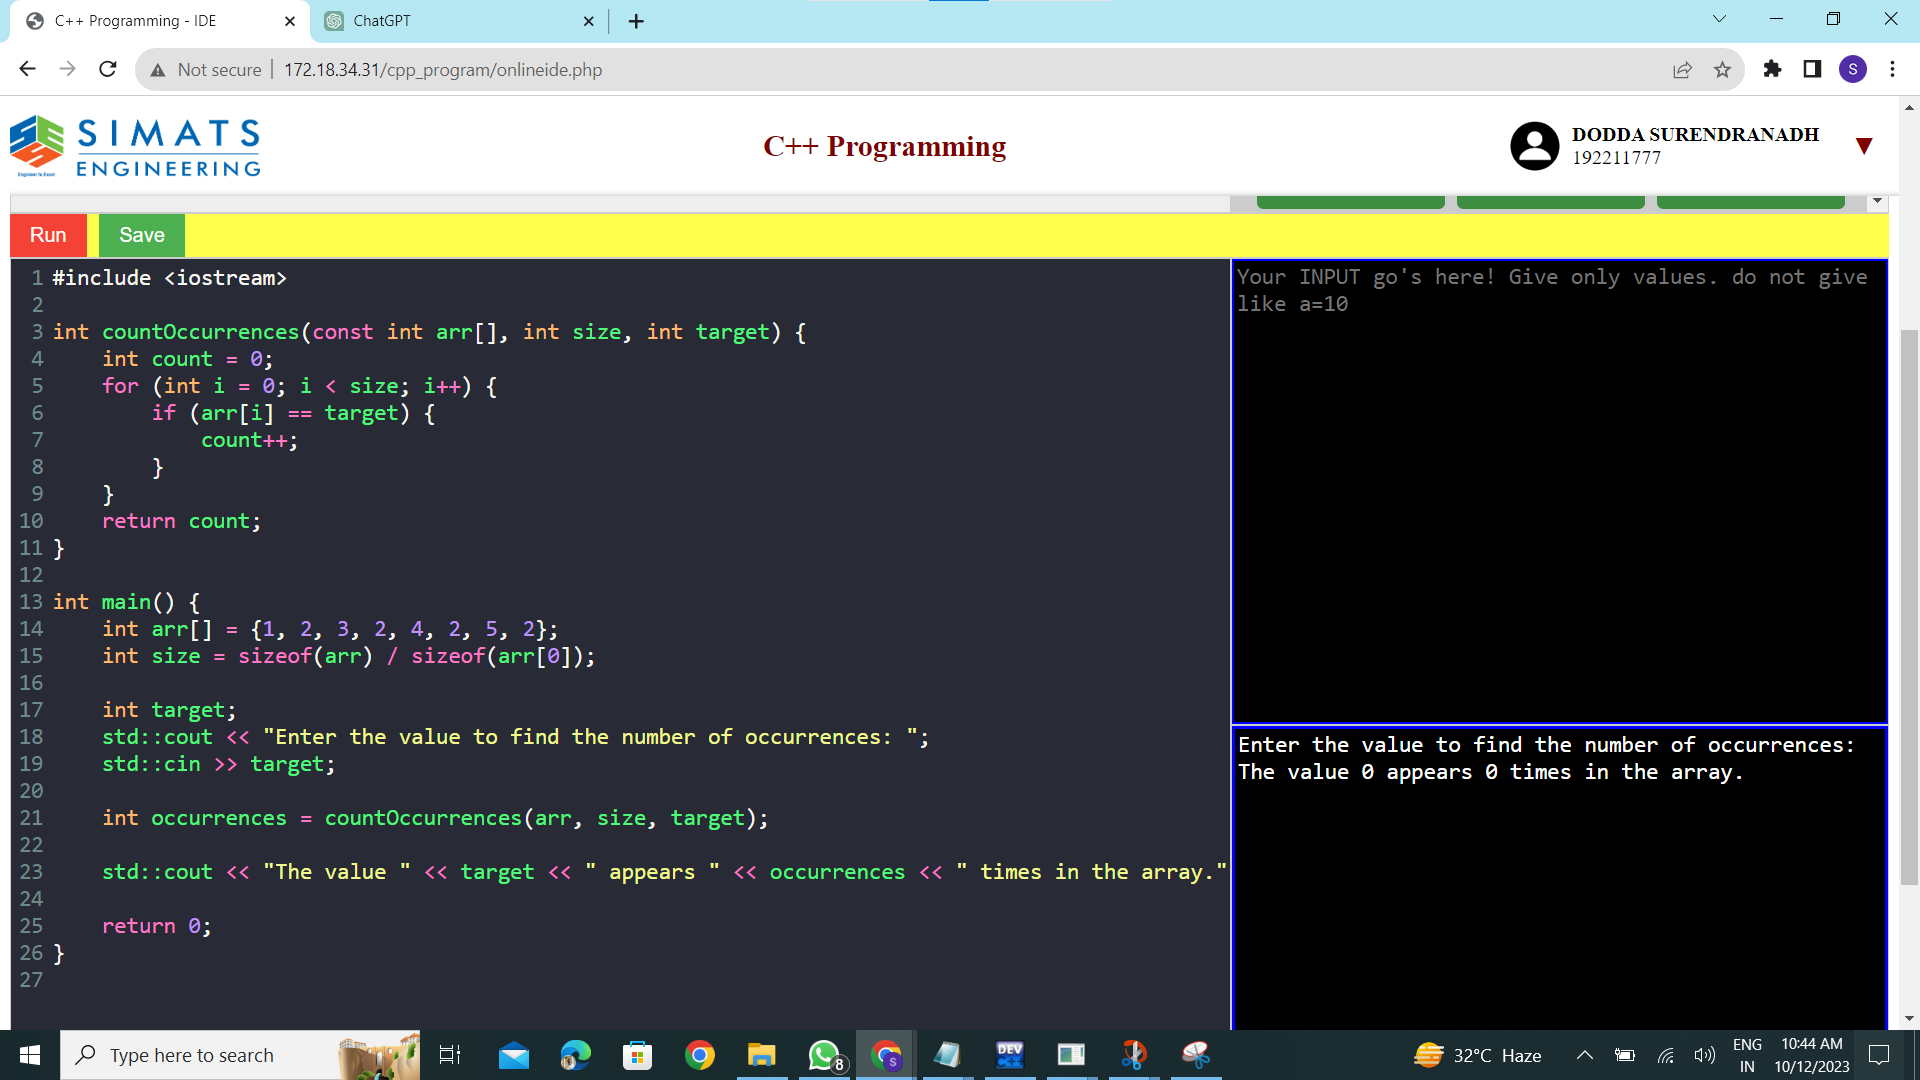 C++ Programming - IDE
ChatGPT
Not secure
172.18.34.31/cpp_program/onlineide.php
S
SIMATS
ENGINEERING
Engineer to Excel
C++ Programming
DODDA SURENDRANADH
192211777
Run
Save
1 #include <iostream>
2
3 int countOccurrences(const int arr[], int size, int target) {
4     int count = 0;
5     for (int i = 0; i < size; i++) {
6         if (arr[i] == target) {
7             count++;
8         }
9     }
10     return count;
11 }
12
13 int main() {
14     int arr[] = {1, 2, 3, 2, 4, 2, 5, 2};
15     int size = sizeof(arr) / sizeof(arr[0]);
16
17     int target;
18     std::cout << "Enter the value to find the number of occurrences: ";
19     std::cin >> target;
20
21     int occurrences = countOccurrences(arr, size, target);
22
23     std::cout << "The value " << target << " appears " << occurrences << " times in the array."
24
25     return 0;
26 }
27
Your INPUT go's here! Give only values. do not give
like a=10
Enter the value to find the number of occurrences:
The value 0 appears 0 times in the array.
Type here to search
8
S
DEV
C++
32°C Haze
ENG
IN
10:44 AM
10/12/2023